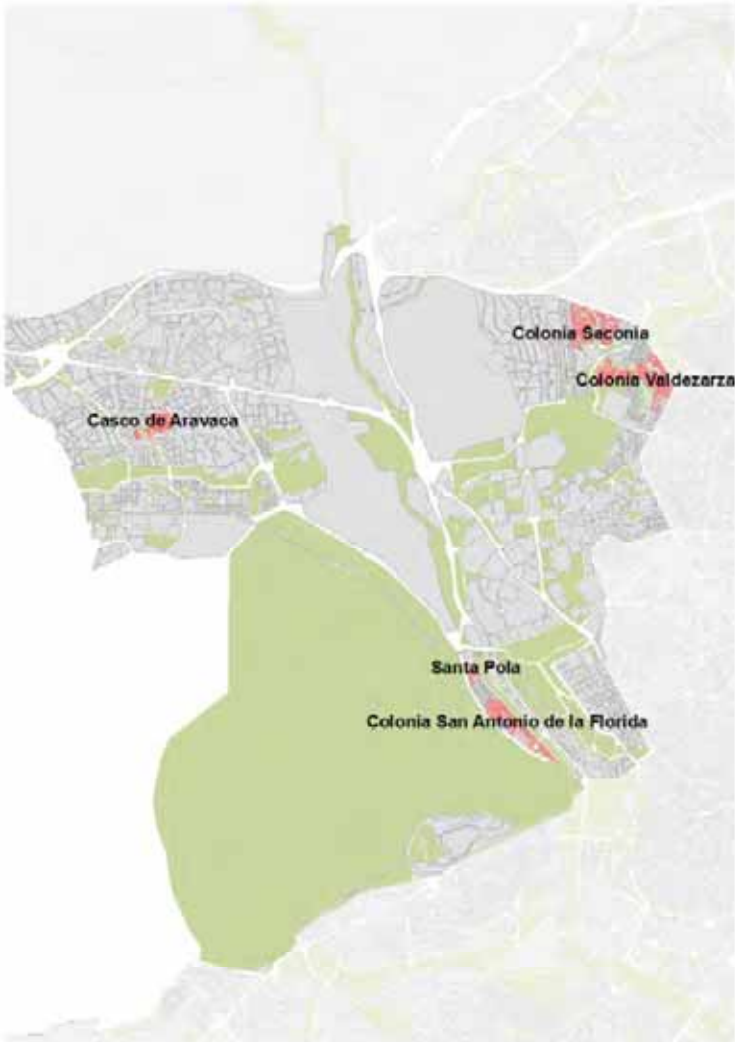 Colonia Saconia
Colonia Valdezarza
Casco de Aravaca
Santa Pola
Colonia San Antonio de la Florida